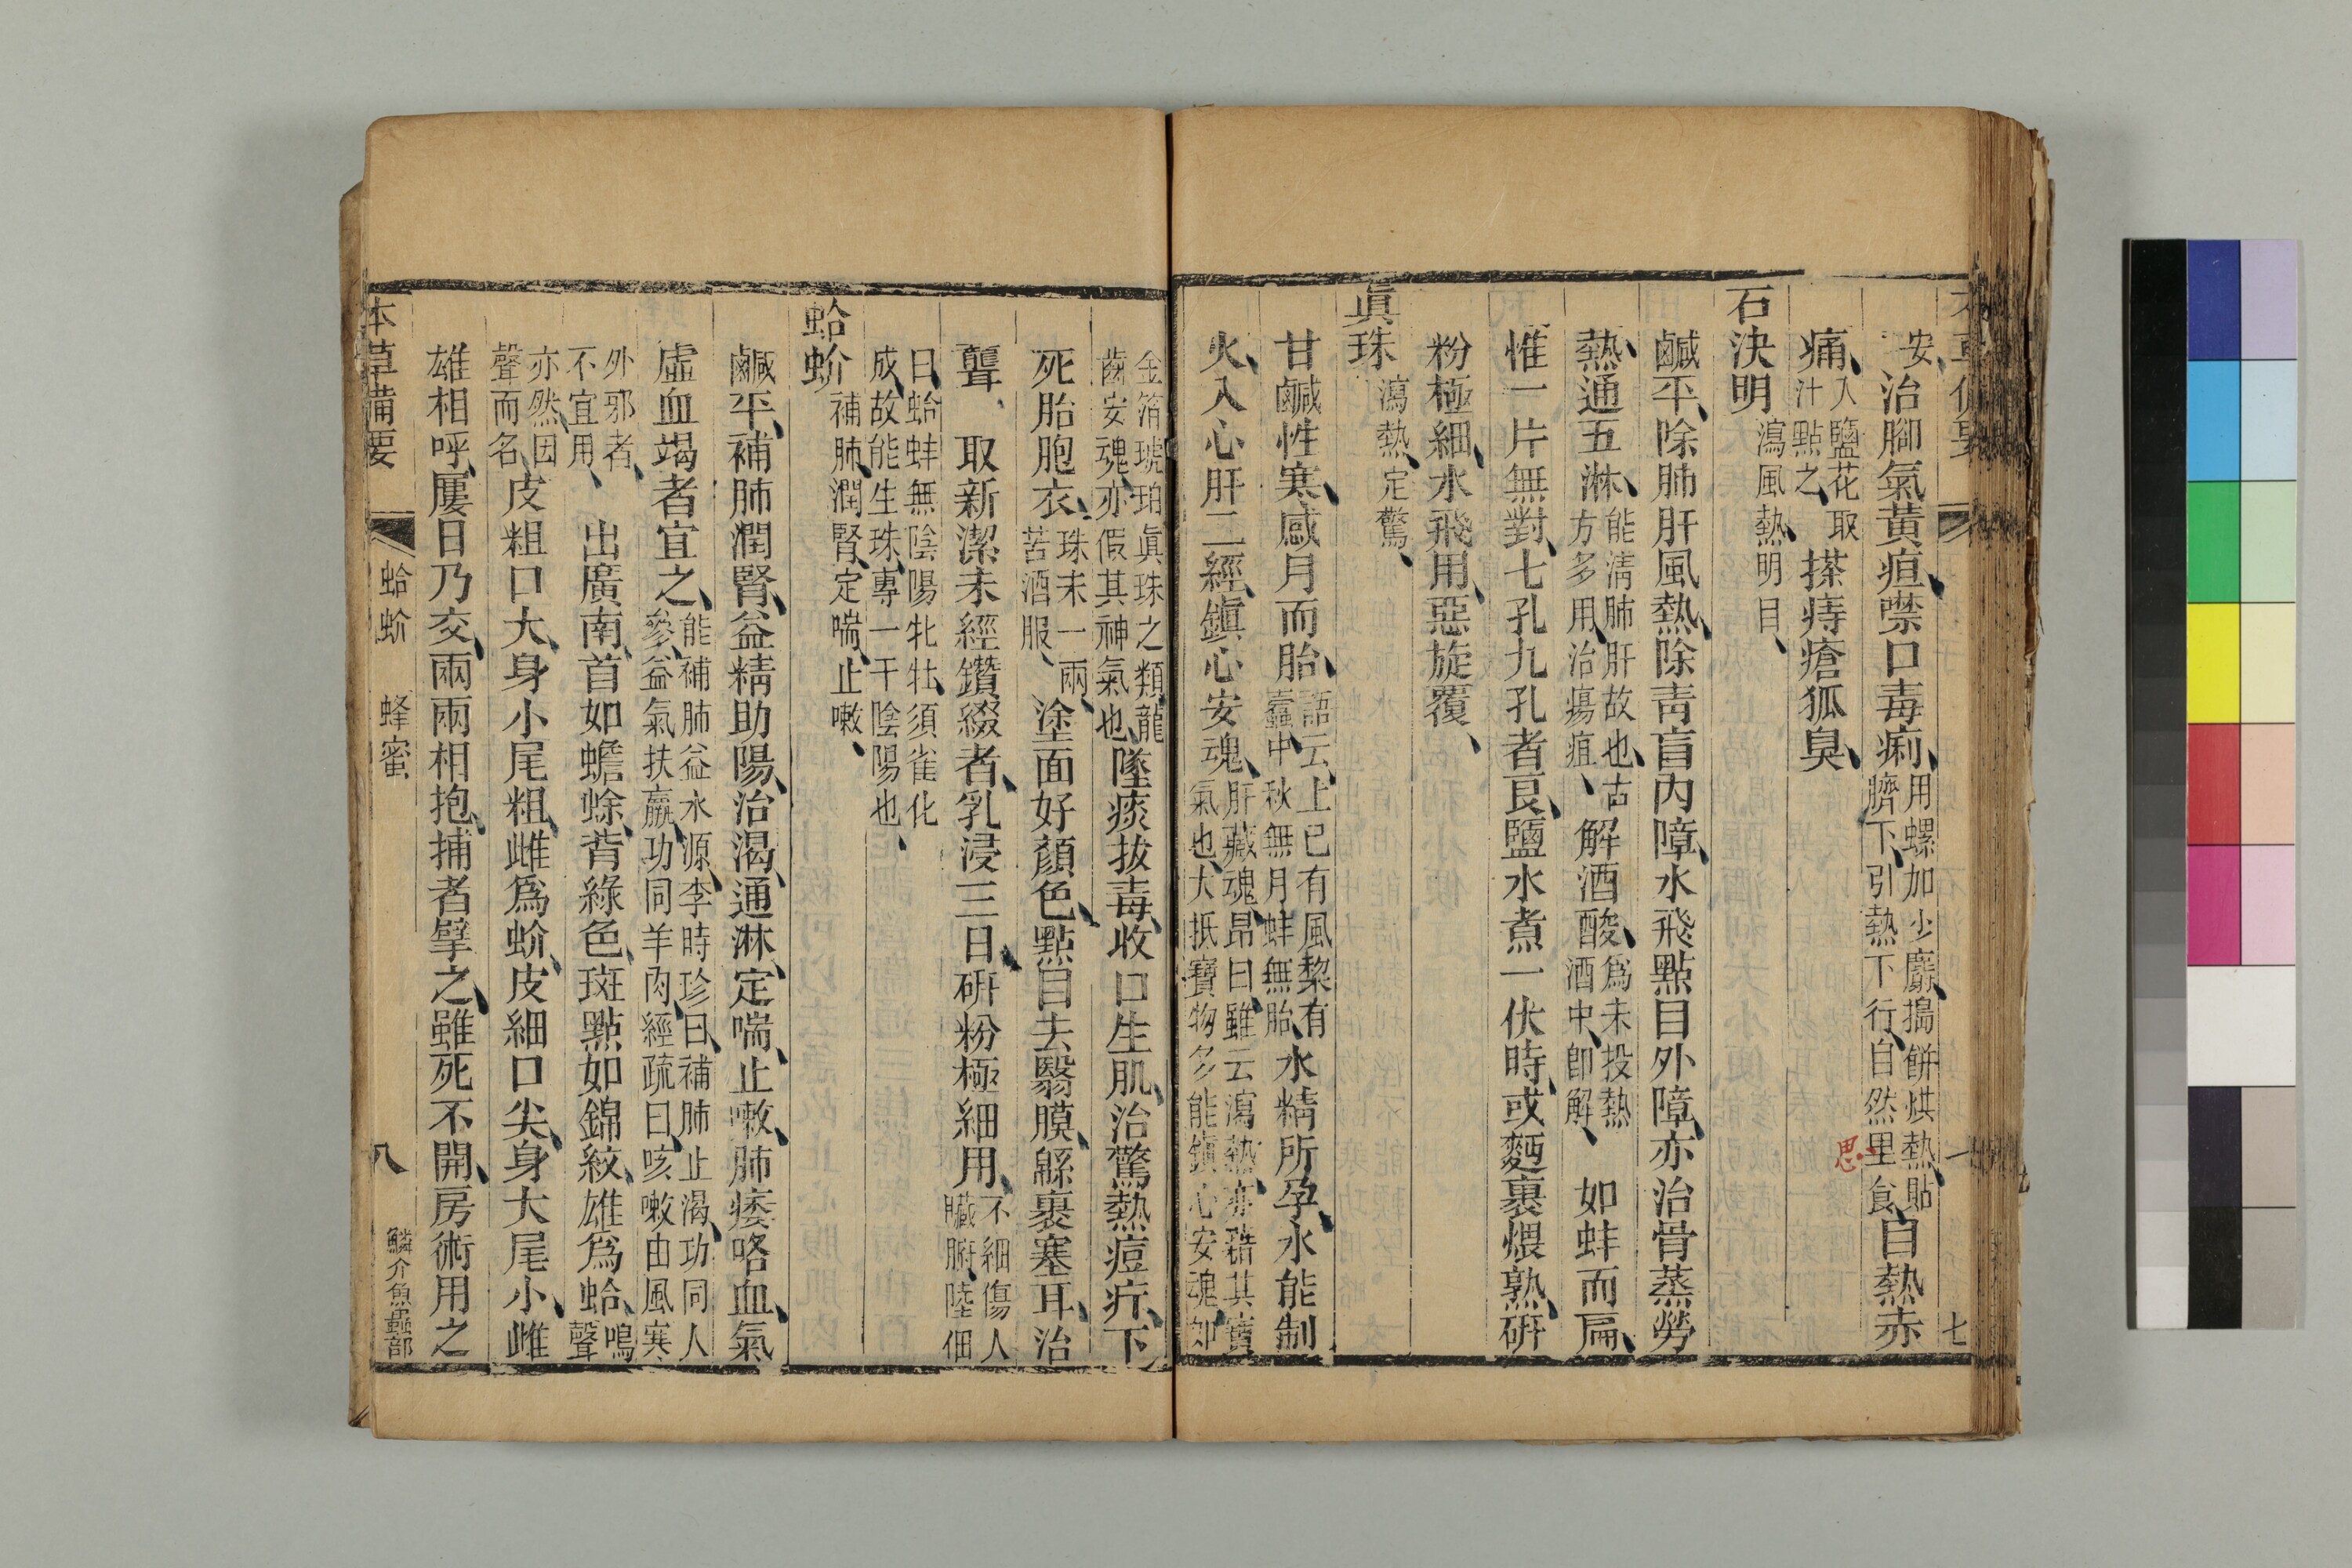 安治腳氣黃疸噤口毒痢用螺加少麝搗餅烘熱貼臍下引熱下行自然思食目熱赤
痛入鹽花取汁點之搽痔瘡狐臭
石決明瀉風熱明目
鹹平除肺肝風熱除青盲內障水飛點目外障亦治骨蒸勞
熱通五淋能淸肺肝故也古方多用治瘍疽解酒酸爲未投熱酒中卽解如蚌而扁
惟一片無對七孔九孔者良鹽水煮一伏時或麪裹煨熟硏
粉極細水飛用惡旋覆
眞珠瀉熱定驚
甘鹹性寒感月而胎語云上巳有風黎有蠧中秋無月蚌無胎水精所孕水能制
火入心肝二經鎭心安魂肝藏魂昂曰雖云瀉熱亦藉其寶氣也大抵寶物多能鎭心安魂如
金箔琥珀眞珠之類龍齒安魂亦假其神氣也墜痰拔毒收口生肌治驚熱痘疔下
死胎胞衣珠末一兩苦酒服塗面好顏色點目去翳膜緜裹塞耳治
聾取新潔未經鑽綴者乳浸三日硏粉極細用不細傷人臟腑陸佃
曰蛤蚌無陰陽牝牡須雀化成故能生珠專一于陰陽也
蛤蚧補肺潤腎定喘止嗽
鹹平補肺潤腎益精助陽治渴通淋定喘止嗽肺痿咯血氣
虛血竭者宜之能補肺益水源李時珍曰補肺止渴功同人參益氣扶羸功同羊肉經疏曰咳嗽由風寒
外邪者不宜用出廣南首如蟾蜍背綠色斑點如錦紋雄爲蛤鳴聲
亦然因聲而名皮粗口大身小尾粗雌爲蚧皮細口尖身大尾小雌
雄相呼屢日乃交兩兩相抱捕者擘之雖死不開房術用之
本草備要 蛤蚧 蜂蜜 八 鱗介魚蟲部